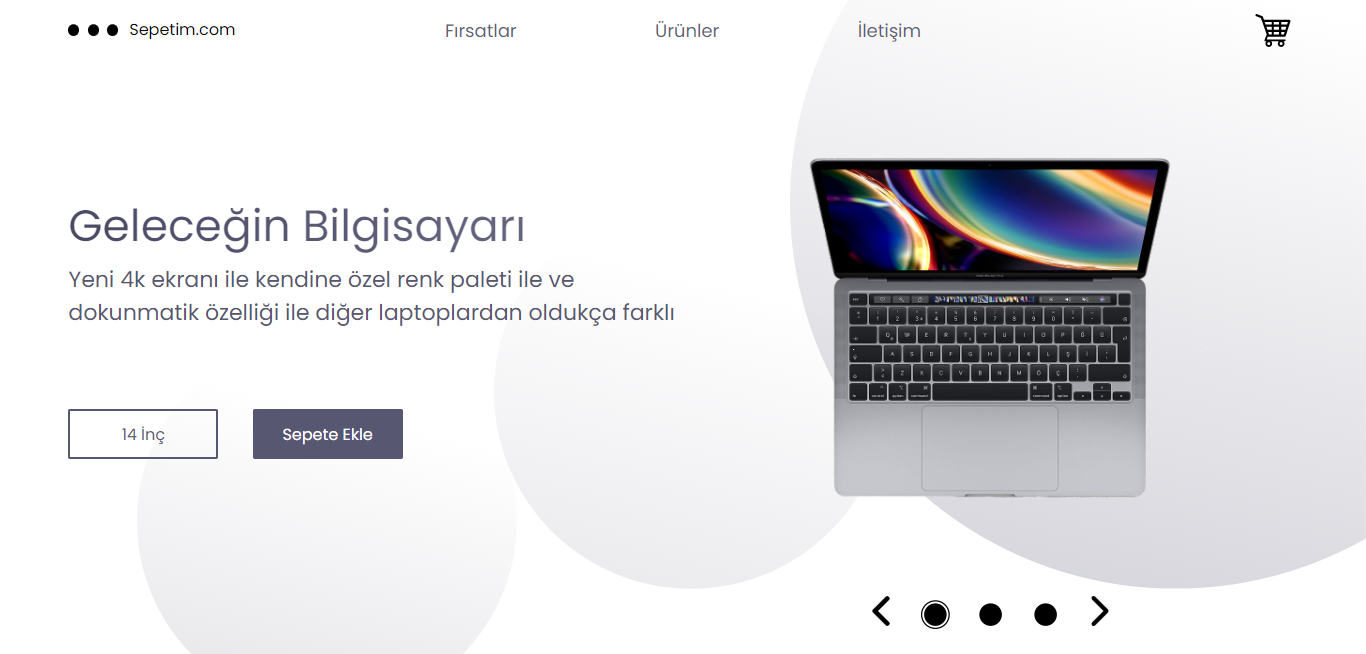 Sepetim.com
Fırsatlar
Ürünler
İletişim
Geleceğin Bilgisayarı
Yeni 4k ekranı ile kendine özel renk paleti ile ve
dokunmatik özelliği ile diğer laptoplardan oldukça farklı
14 İnç
Sepete Ekle